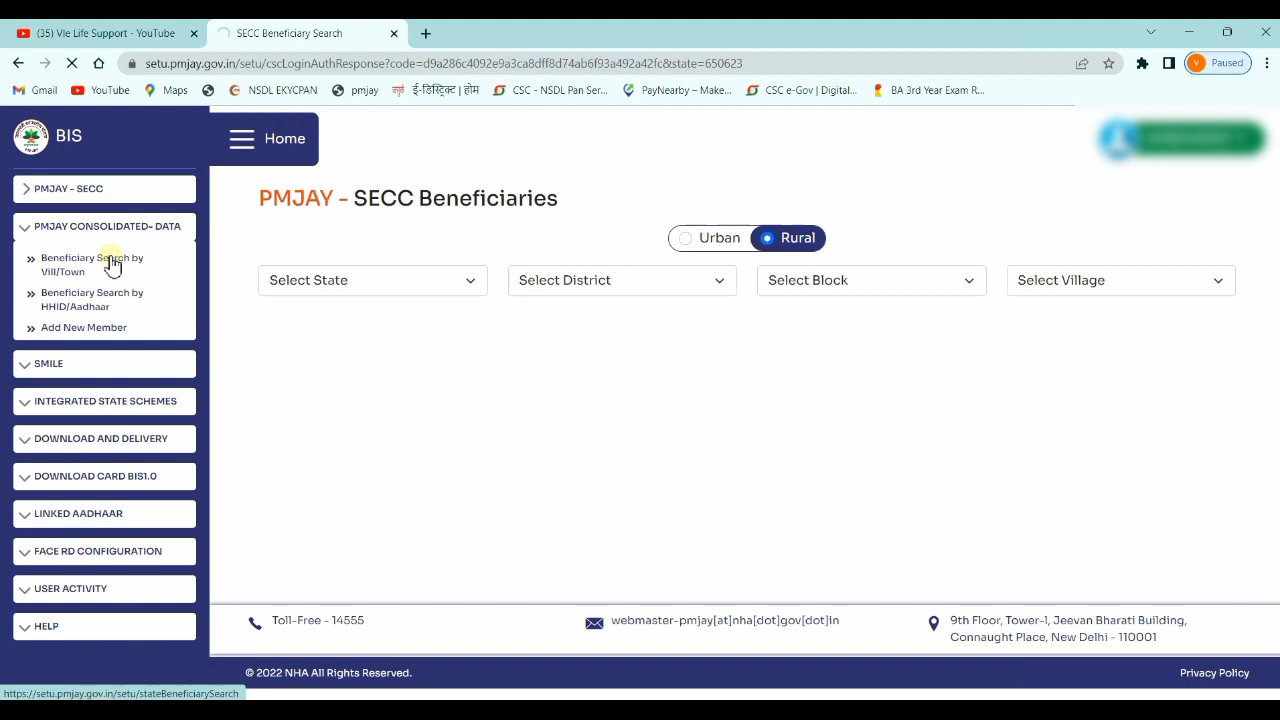 (35) Vle Life Support - YouTube
SECC Beneficiary Search
setu.pmjay.gov.in/setu/cscLoginAuthResponse?code=d9a286c40920a3ca8dff8d74ab6f93a492a42fc&state=650623
V Paused
Gmail
YouTube
Maps
NSDL EKYCPAN
pmjay
ई-डिस्ट्रिक्ट | होम
CSC - NSDL Pan Ser...
PayNearby – Make...
CSC e-Gov | Digital...
BA 3rd Year Exam R...
BIS
Home
PMJAY - SECC
PMJAY CONSOLIDATED- DATA
Beneficiary Search by
Vill/Town
Beneficiary Search by
HHID/Aadhaar
Add New Member
SMILE
INTEGRATED STATE SCHEMES
DOWNLOAD AND DELIVERY
DOWNLOAD CARD BIS1.0
LINKED AADHAAR
FACE RD CONFIGURATION
USER ACTIVITY
HELP
PMJAY - SECC Beneficiaries
Urban
Rural
Select State
Select District
Select Block
Select Village
Toll-Free - 14555
webmaster-pmjay[at]nha[dot]gov[dot]in
9th Floor, Tower-l, Jeevan Bharati Building,
Connaught Place, New Delhi - 110001
© 2022 NHA All Rights Reserved.
Privacy Policy
https://setu.pmjay.gov.in/setu/stateBeneficiarySearch